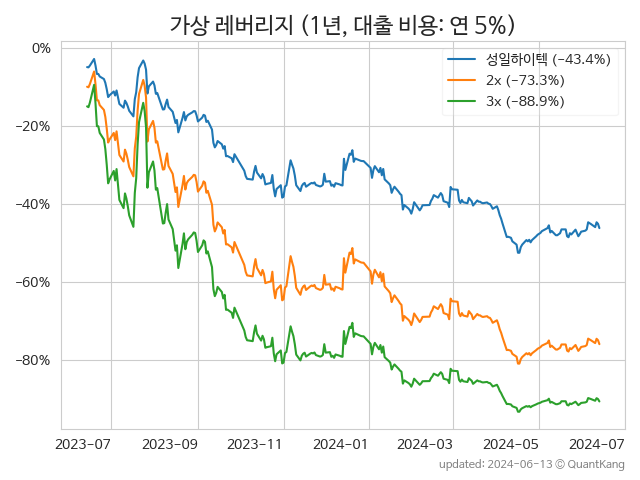 가상 레버리지 (1년, 대출 비용: 연 5%)
성일하이텍 (−43.4%)
2x (−73.3%)
3x (−88.9%)
0%
−20%
−40%
−60%
−80%
2023-07 2023-09 2023-11 2024-01 2024-03 2024-05 2024-07
updated: 2024-06-13 © QuantKang